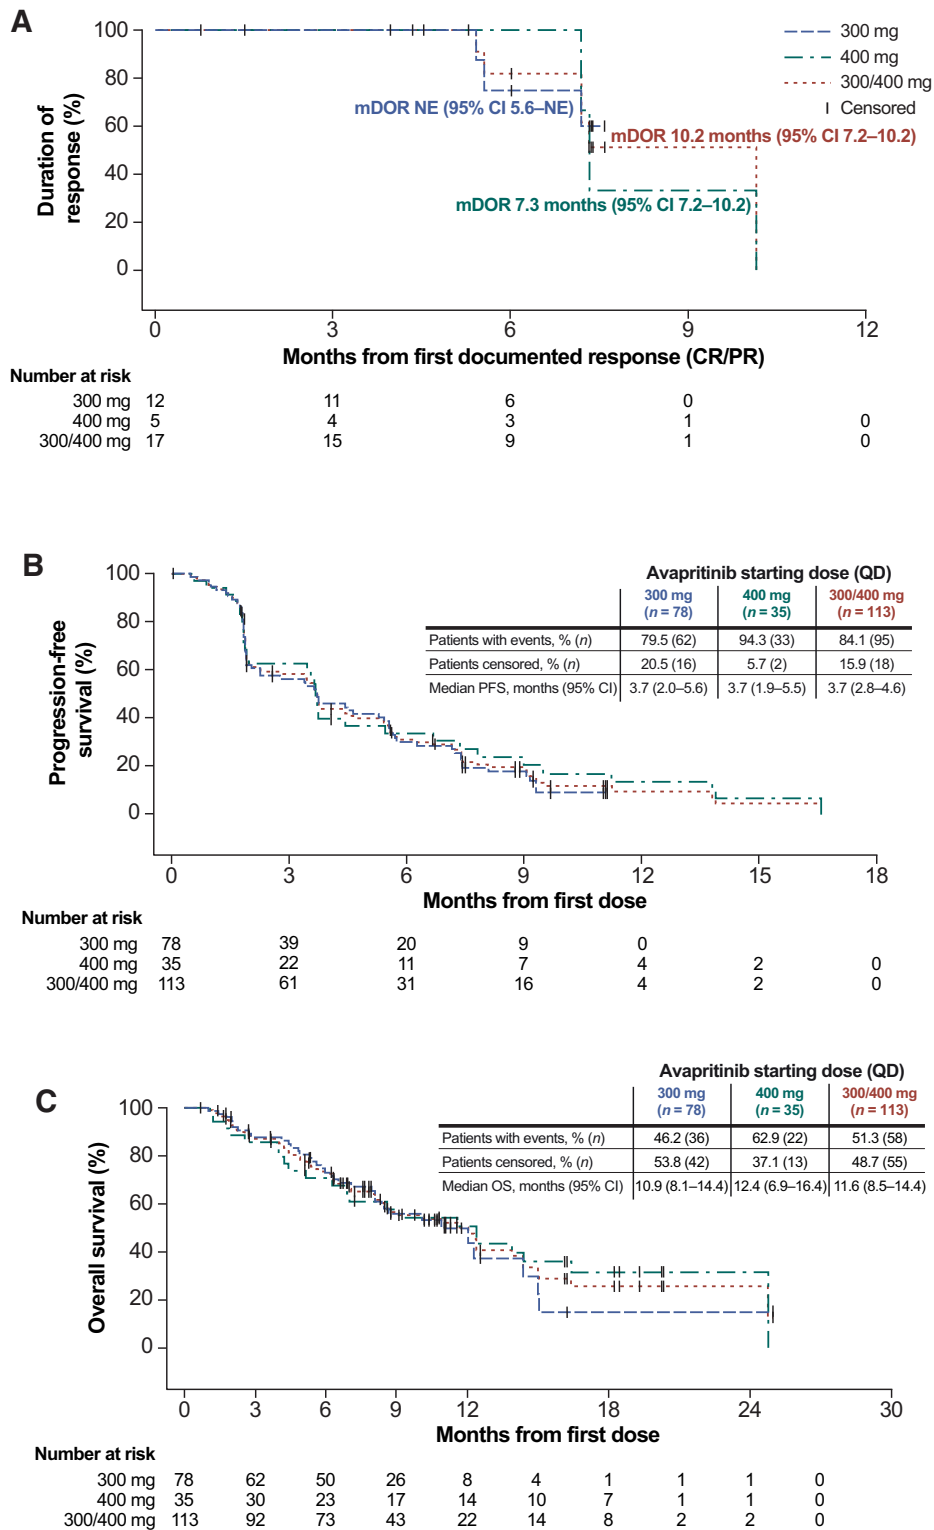 A
100
80
60
40
20
0
Duration of
response (%)
300 mg
400 mg
300/400 mg
Censored
mDOR NE (95% CI 5.6–NE)
mDOR 10.2 months (95% CI 7.2–10.2)
mDOR 7.3 months (95% CI 7.2–10.2)
0 3 6 9 12
Months from first documented response (CR/PR)
Number at risk
300 mg 12 11 6 0
400 mg 5 4 3 1 0
300/400 mg 17 15 9 1 0
B
100
80
60
40
20
0
Progression-free
survival (%)
Avapritinib starting dose (QD)
300 mg 400 mg 300/400 mg
(n = 78) (n = 35) (n = 113)
Patients with events, % (n) 79.5 (62) 94.3 (33) 84.1 (95)
Patients censored, % (n) 20.5 (16) 5.7 (2) 15.9 (18)
Median PFS, months (95% CI) 3.7 (2.0–5.6) 3.7 (1.9–5.5) 3.7 (2.8–4.6)
0 3 6 9 12 15 18
Months from first dose
Number at risk
300 mg 78 39 20 9 0
400 mg 35 22 11 7 4 2 0
300/400 mg 113 61 31 16 4 2 0
C
100
80
60
40
20
0
Overall survival (%)
Avapritinib starting dose (QD)
300 mg 400 mg 300/400 mg
(n = 78) (n = 35) (n = 113)
Patients with events, % (n) 46.2 (36) 62.9 (22) 51.3 (58)
Patients censored, % (n) 53.8 (42) 37.1 (13) 48.7 (55)
Median OS, months (95% CI) 10.9 (8.1–14.4) 12.4 (6.9–16.4) 11.6 (8.5–14.4)
0 3 6 9 12 18 24 30
Months from first dose
Number at risk
300 mg 78 62 50 26 8 4 1 1 1 0
400 mg 35 30 23 17 14 10 7 1 1 0
300/400 mg 113 92 73 43 22 14 8 2 2 0